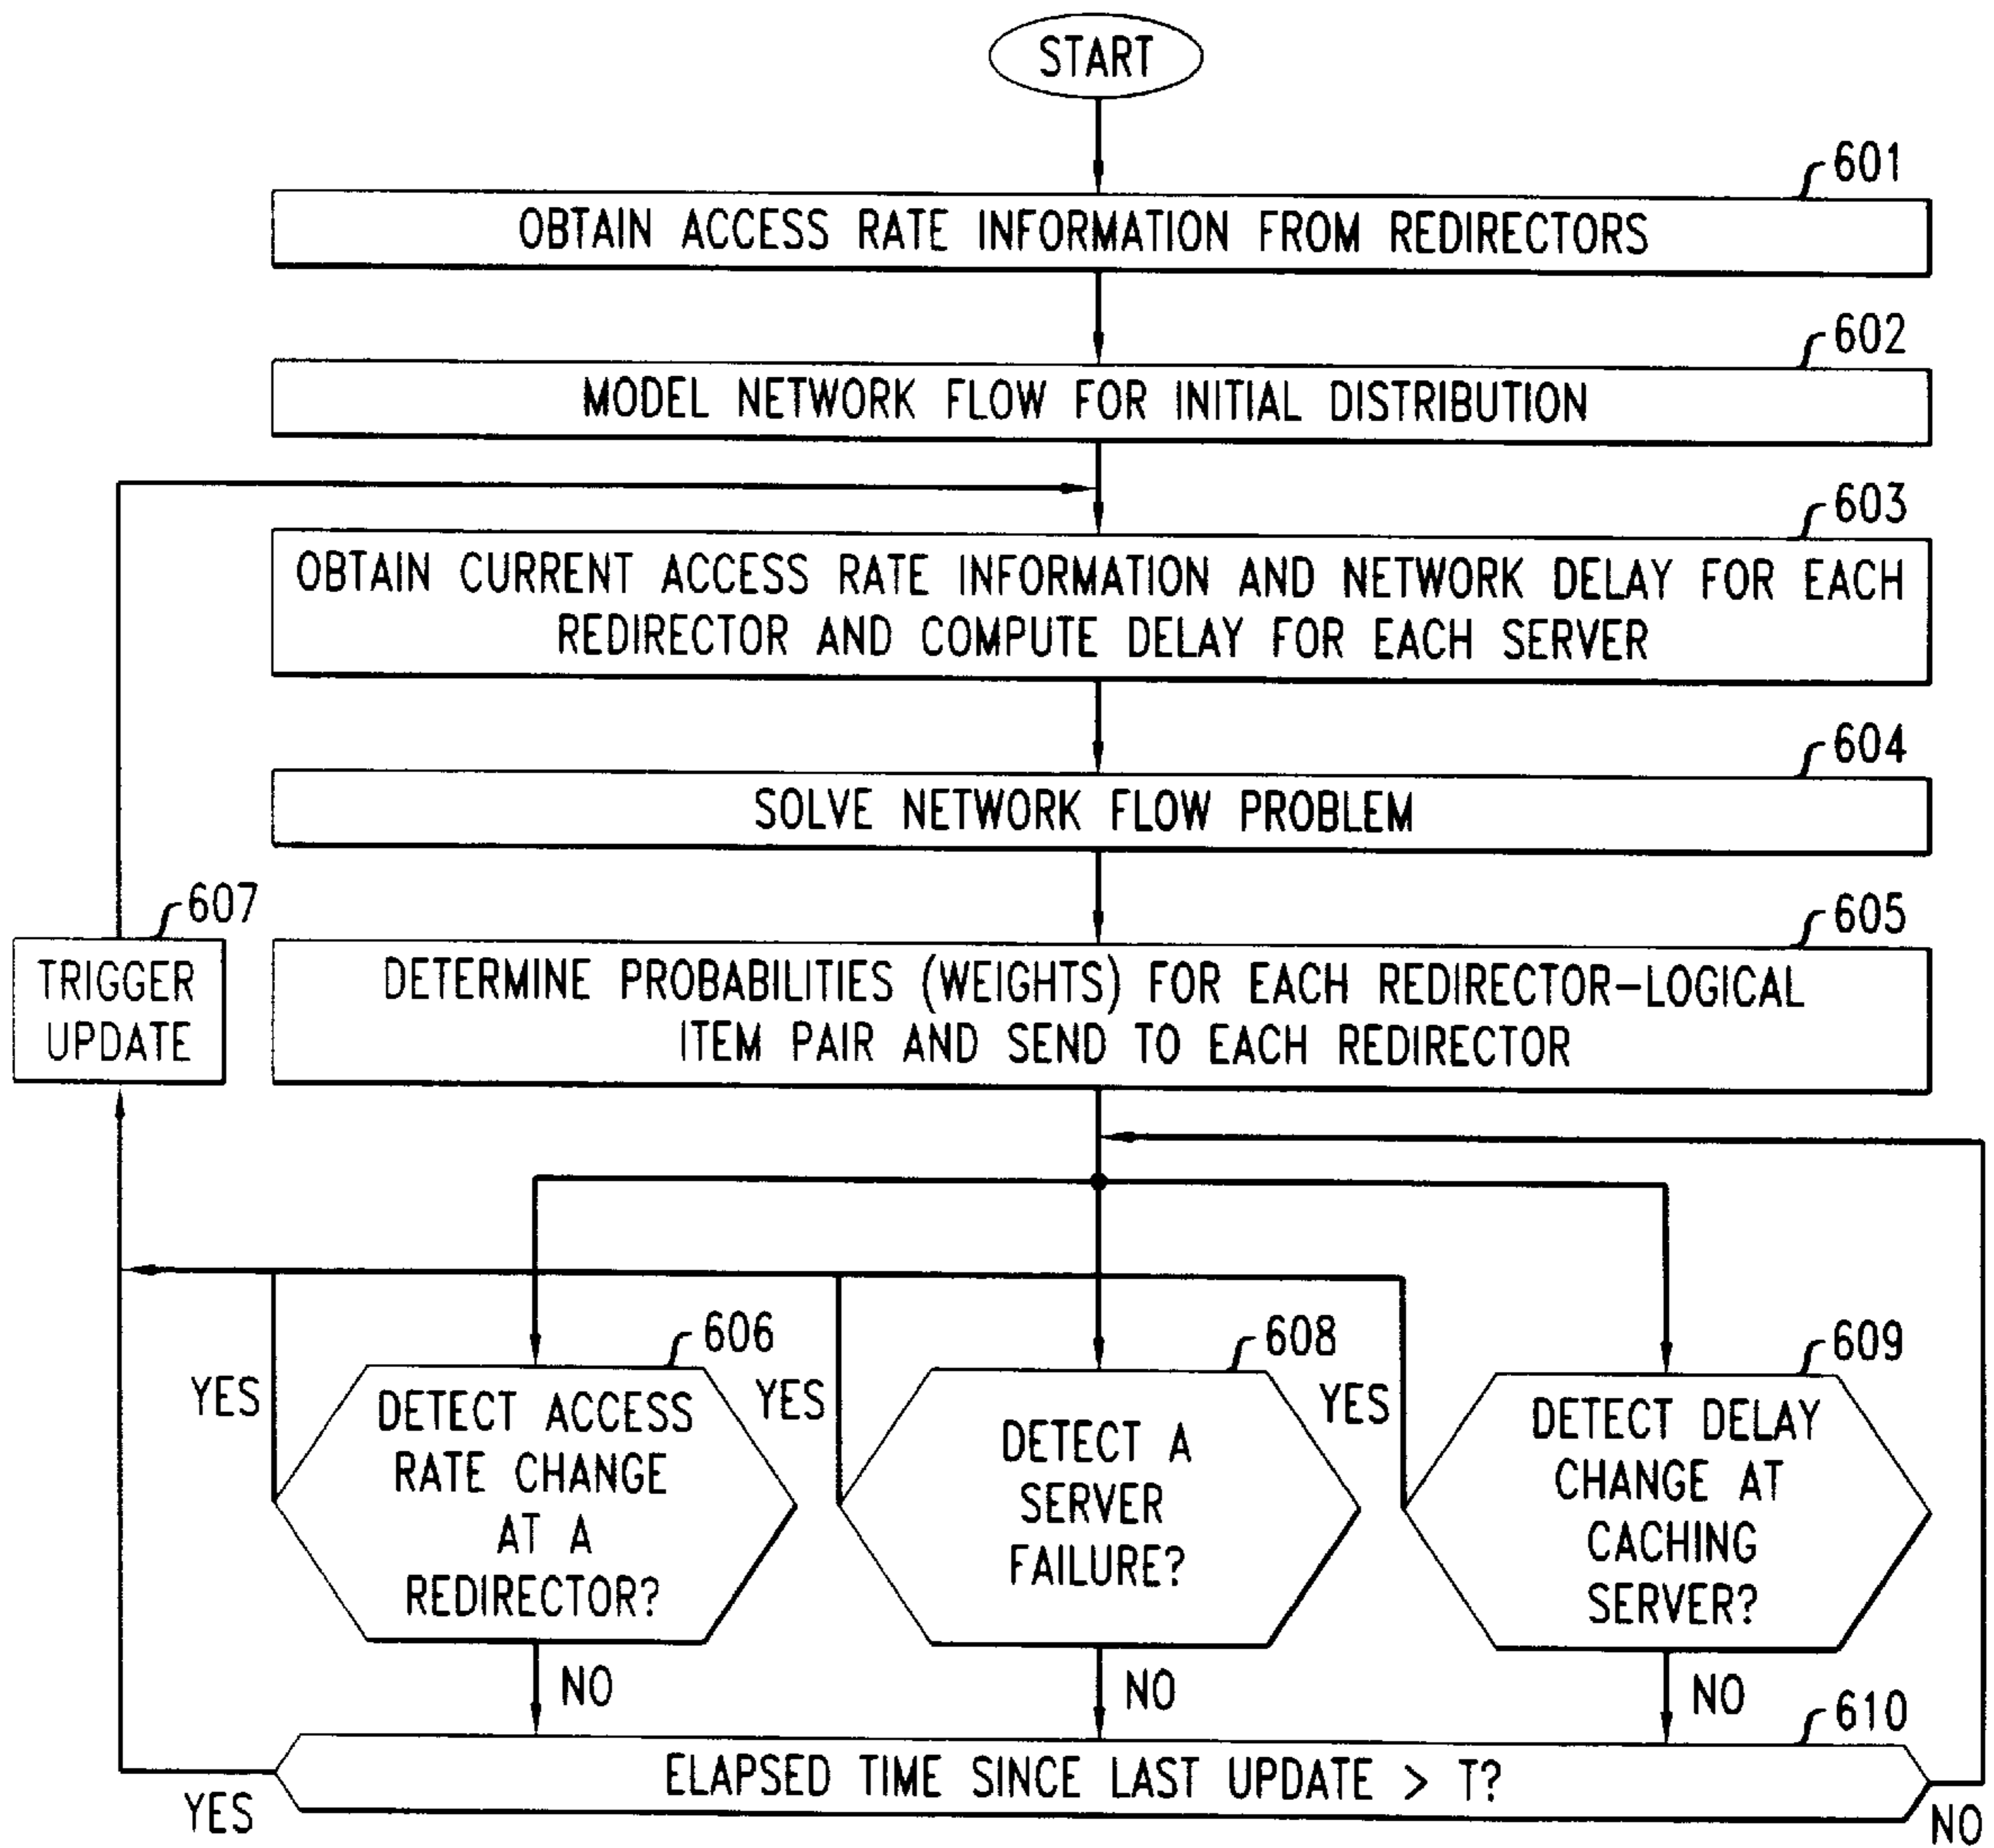 START
601
OBTAIN ACCESS RATE INFORMATION FROM REDIRECTORS
602
MODEL NETWORK FLOW FOR INITIAL DISTRIBUTION
603
OBTAIN CURRENT ACCESS RATE INFORMATION AND NETWORK DELAY FOR EACH
REDIRECTOR AND COMPUTE DELAY FOR EACH SERVER
604
SOLVE NETWORK FLOW PROBLEM
607
TRIGGER
UPDATE
605
DETERMINE PROBABILITIES (WEIGHTS) FOR EACH REDIRECTOR-LOGICAL
ITEM PAIR AND SEND TO EACH REDIRECTOR
606
YES
DETECT ACCESS
RATE CHANGE
AT A
REDIRECTOR?
NO
608
YES
DETECT A
SERVER
FAILURE?
NO
609
YES
DETECT DELAY
CHANGE AT
CACHING
SERVER?
NO
610
ELAPSED TIME SINCE LAST UPDATE > T?
YES
NO